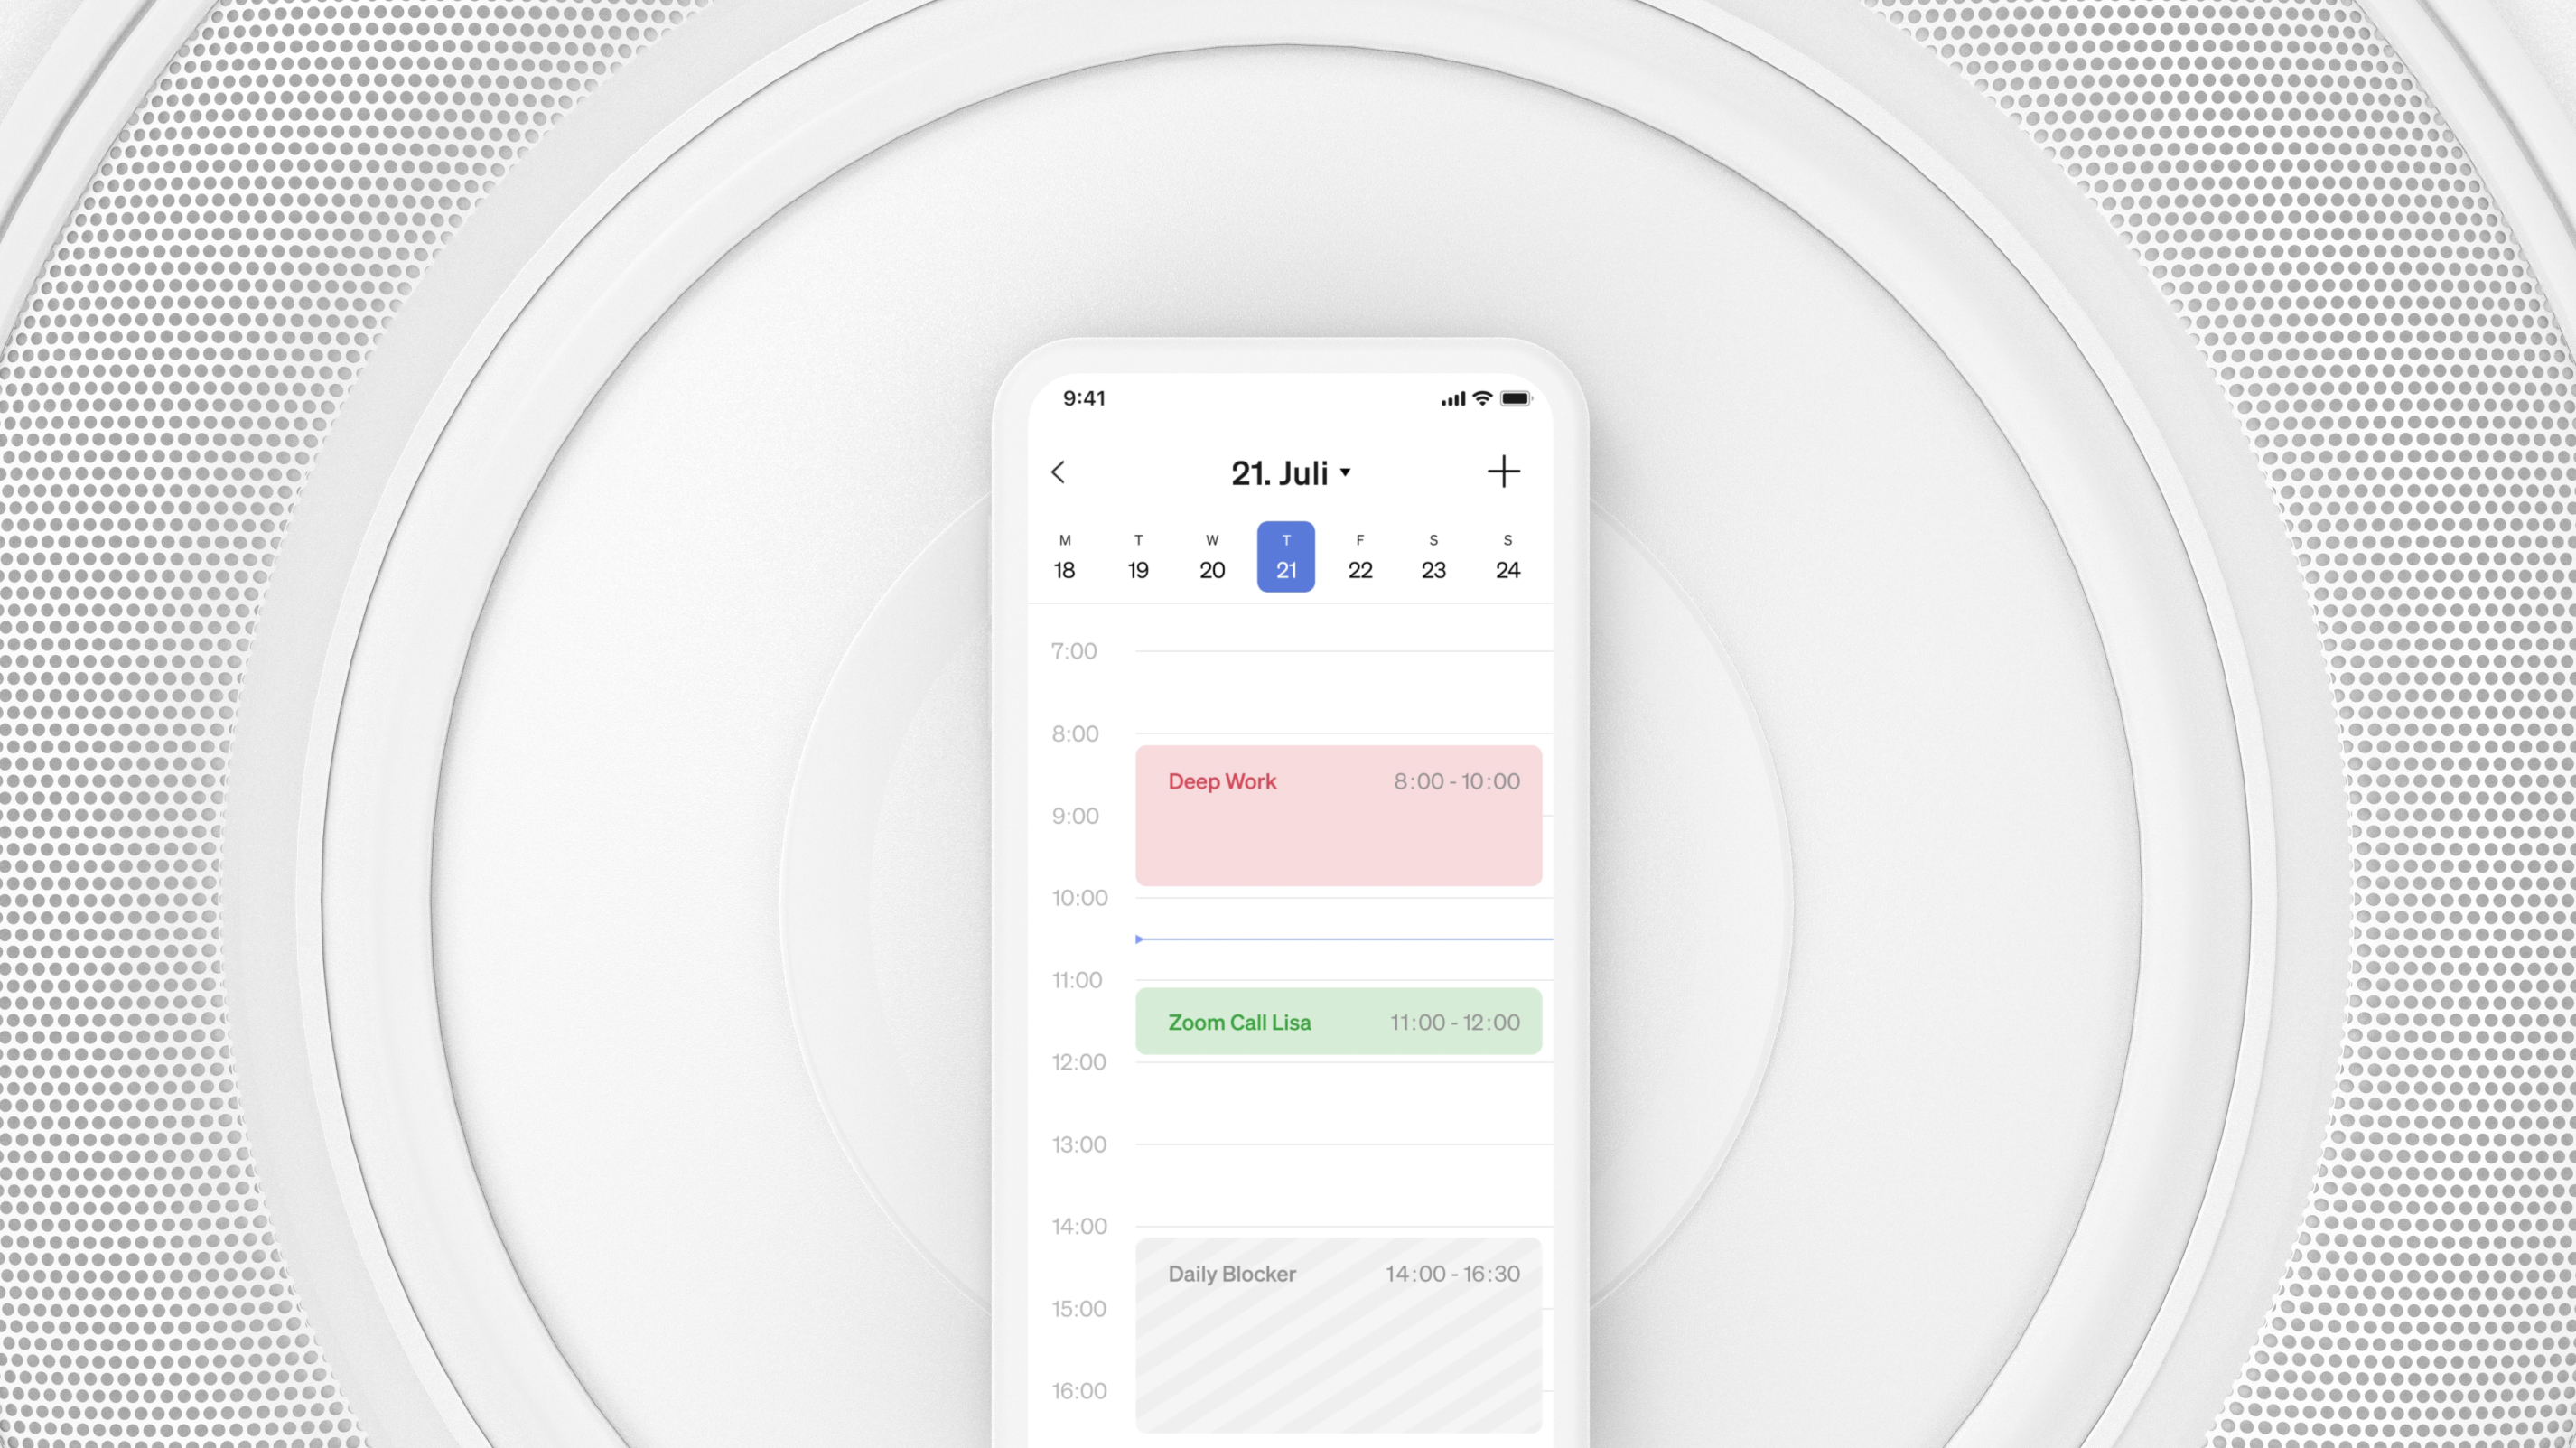 9:41
21. Juli
M T W T F S S
18 19 20 21 22 23 24
7:00
8:00
Deep Work 8:00 - 10:00
9:00
10:00
11:00
Zoom Call Lisa 11:00 - 12:00
12:00
13:00
14:00
Daily Blocker 14:00 - 16:30
15:00
16:00